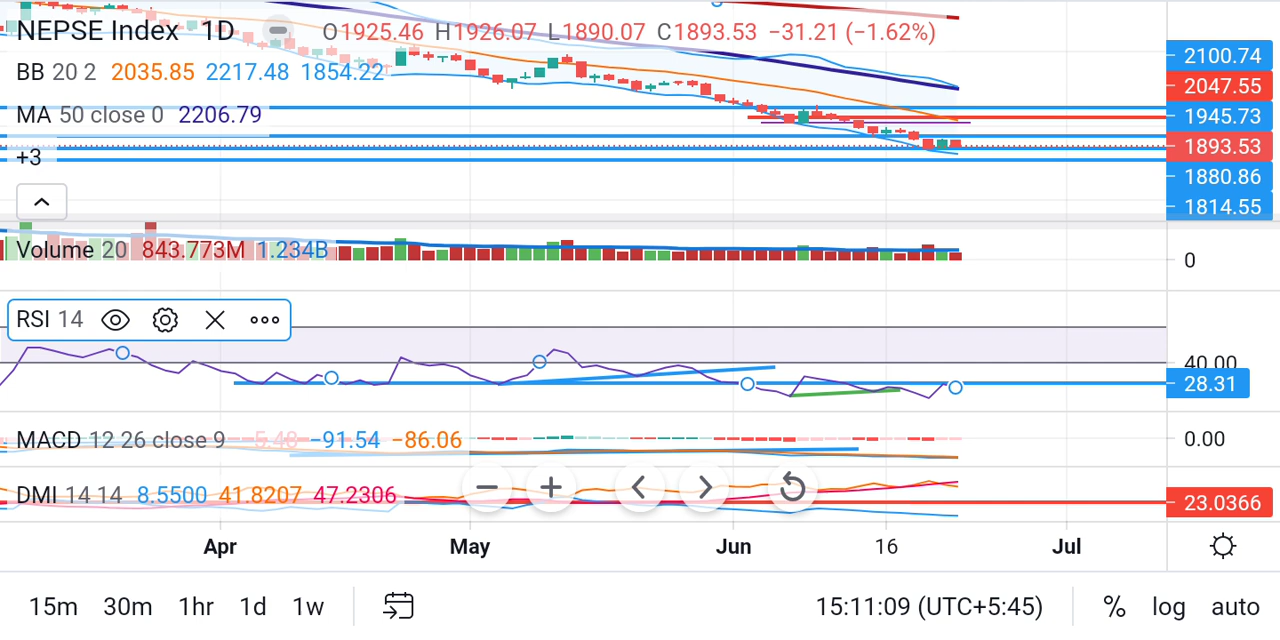 NEPSE Index 1D O1925.46 H1926.07 L1890.07 C1893.53 −31.21 (−1.62%)
BB 20 2 2035.85 2217.48 1854.22
MA 50 close 0 2206.79
+3
2100.74
2047.55
1945.73
1893.53
1880.86
1814.55
Volume 20 843.773M 1.234B
0
RSI 14
40.00
28.31
MACD 12 26 close 9 −5.48 −91.54 −86.06
0.00
DMI 14 14 8.5500 41.8207 47.2306
23.0366
Apr May Jun 16 Jul
15m 30m 1hr 1d 1w 15:11:09 (UTC+5:45) % log auto